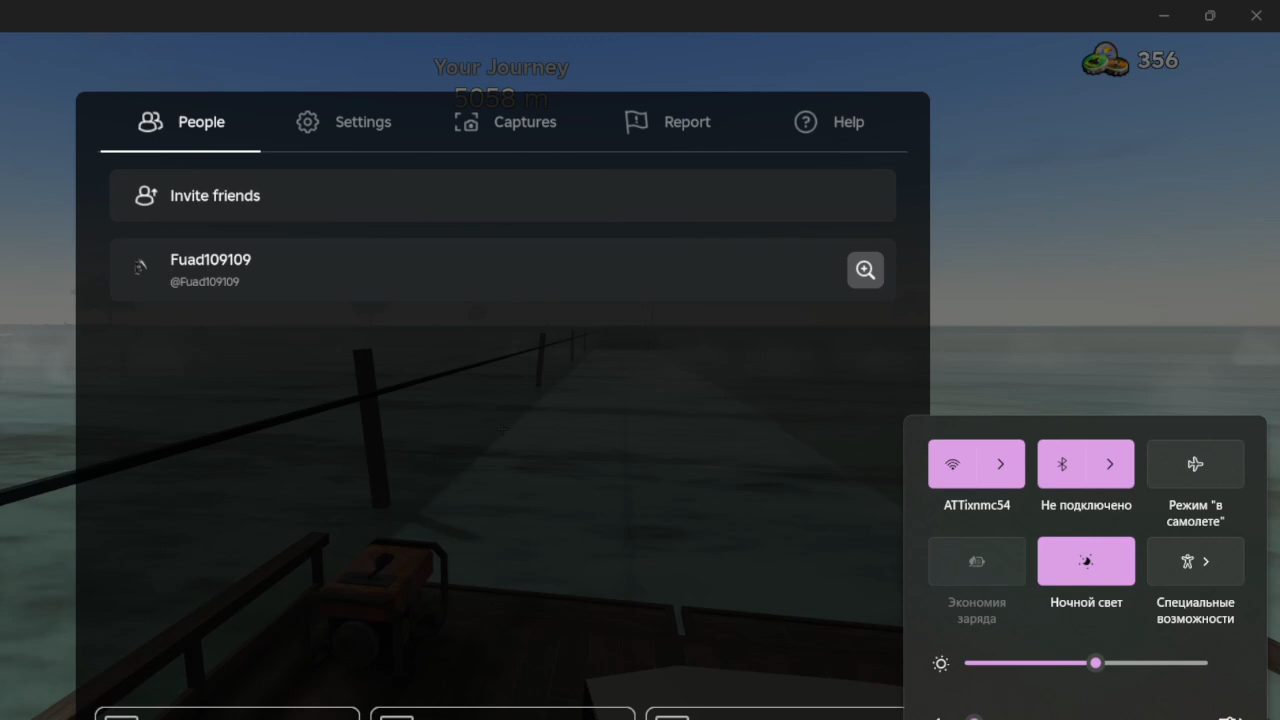 Your Journey
356
5058 m
People
Settings
Captures
Report
Help
Invite friends
Fuad109109
@Fuad109109
ATTixnmc54
Не подключено
Режим "в
самолете"
Экономия
заряда
Ночной свет
Специальные
возможности